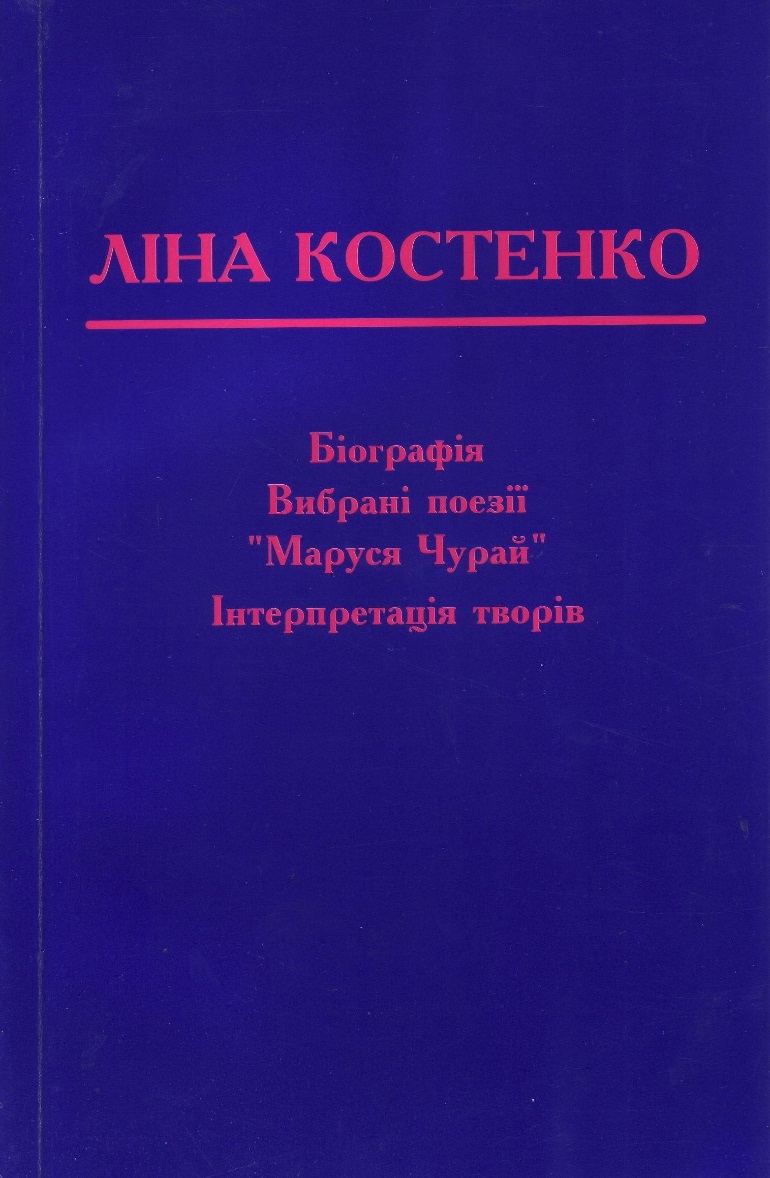 ЛІНА КОСТЕНКО
Біографія
Вибрані поезії
"Маруся Чурай"
Інтерпретація творів